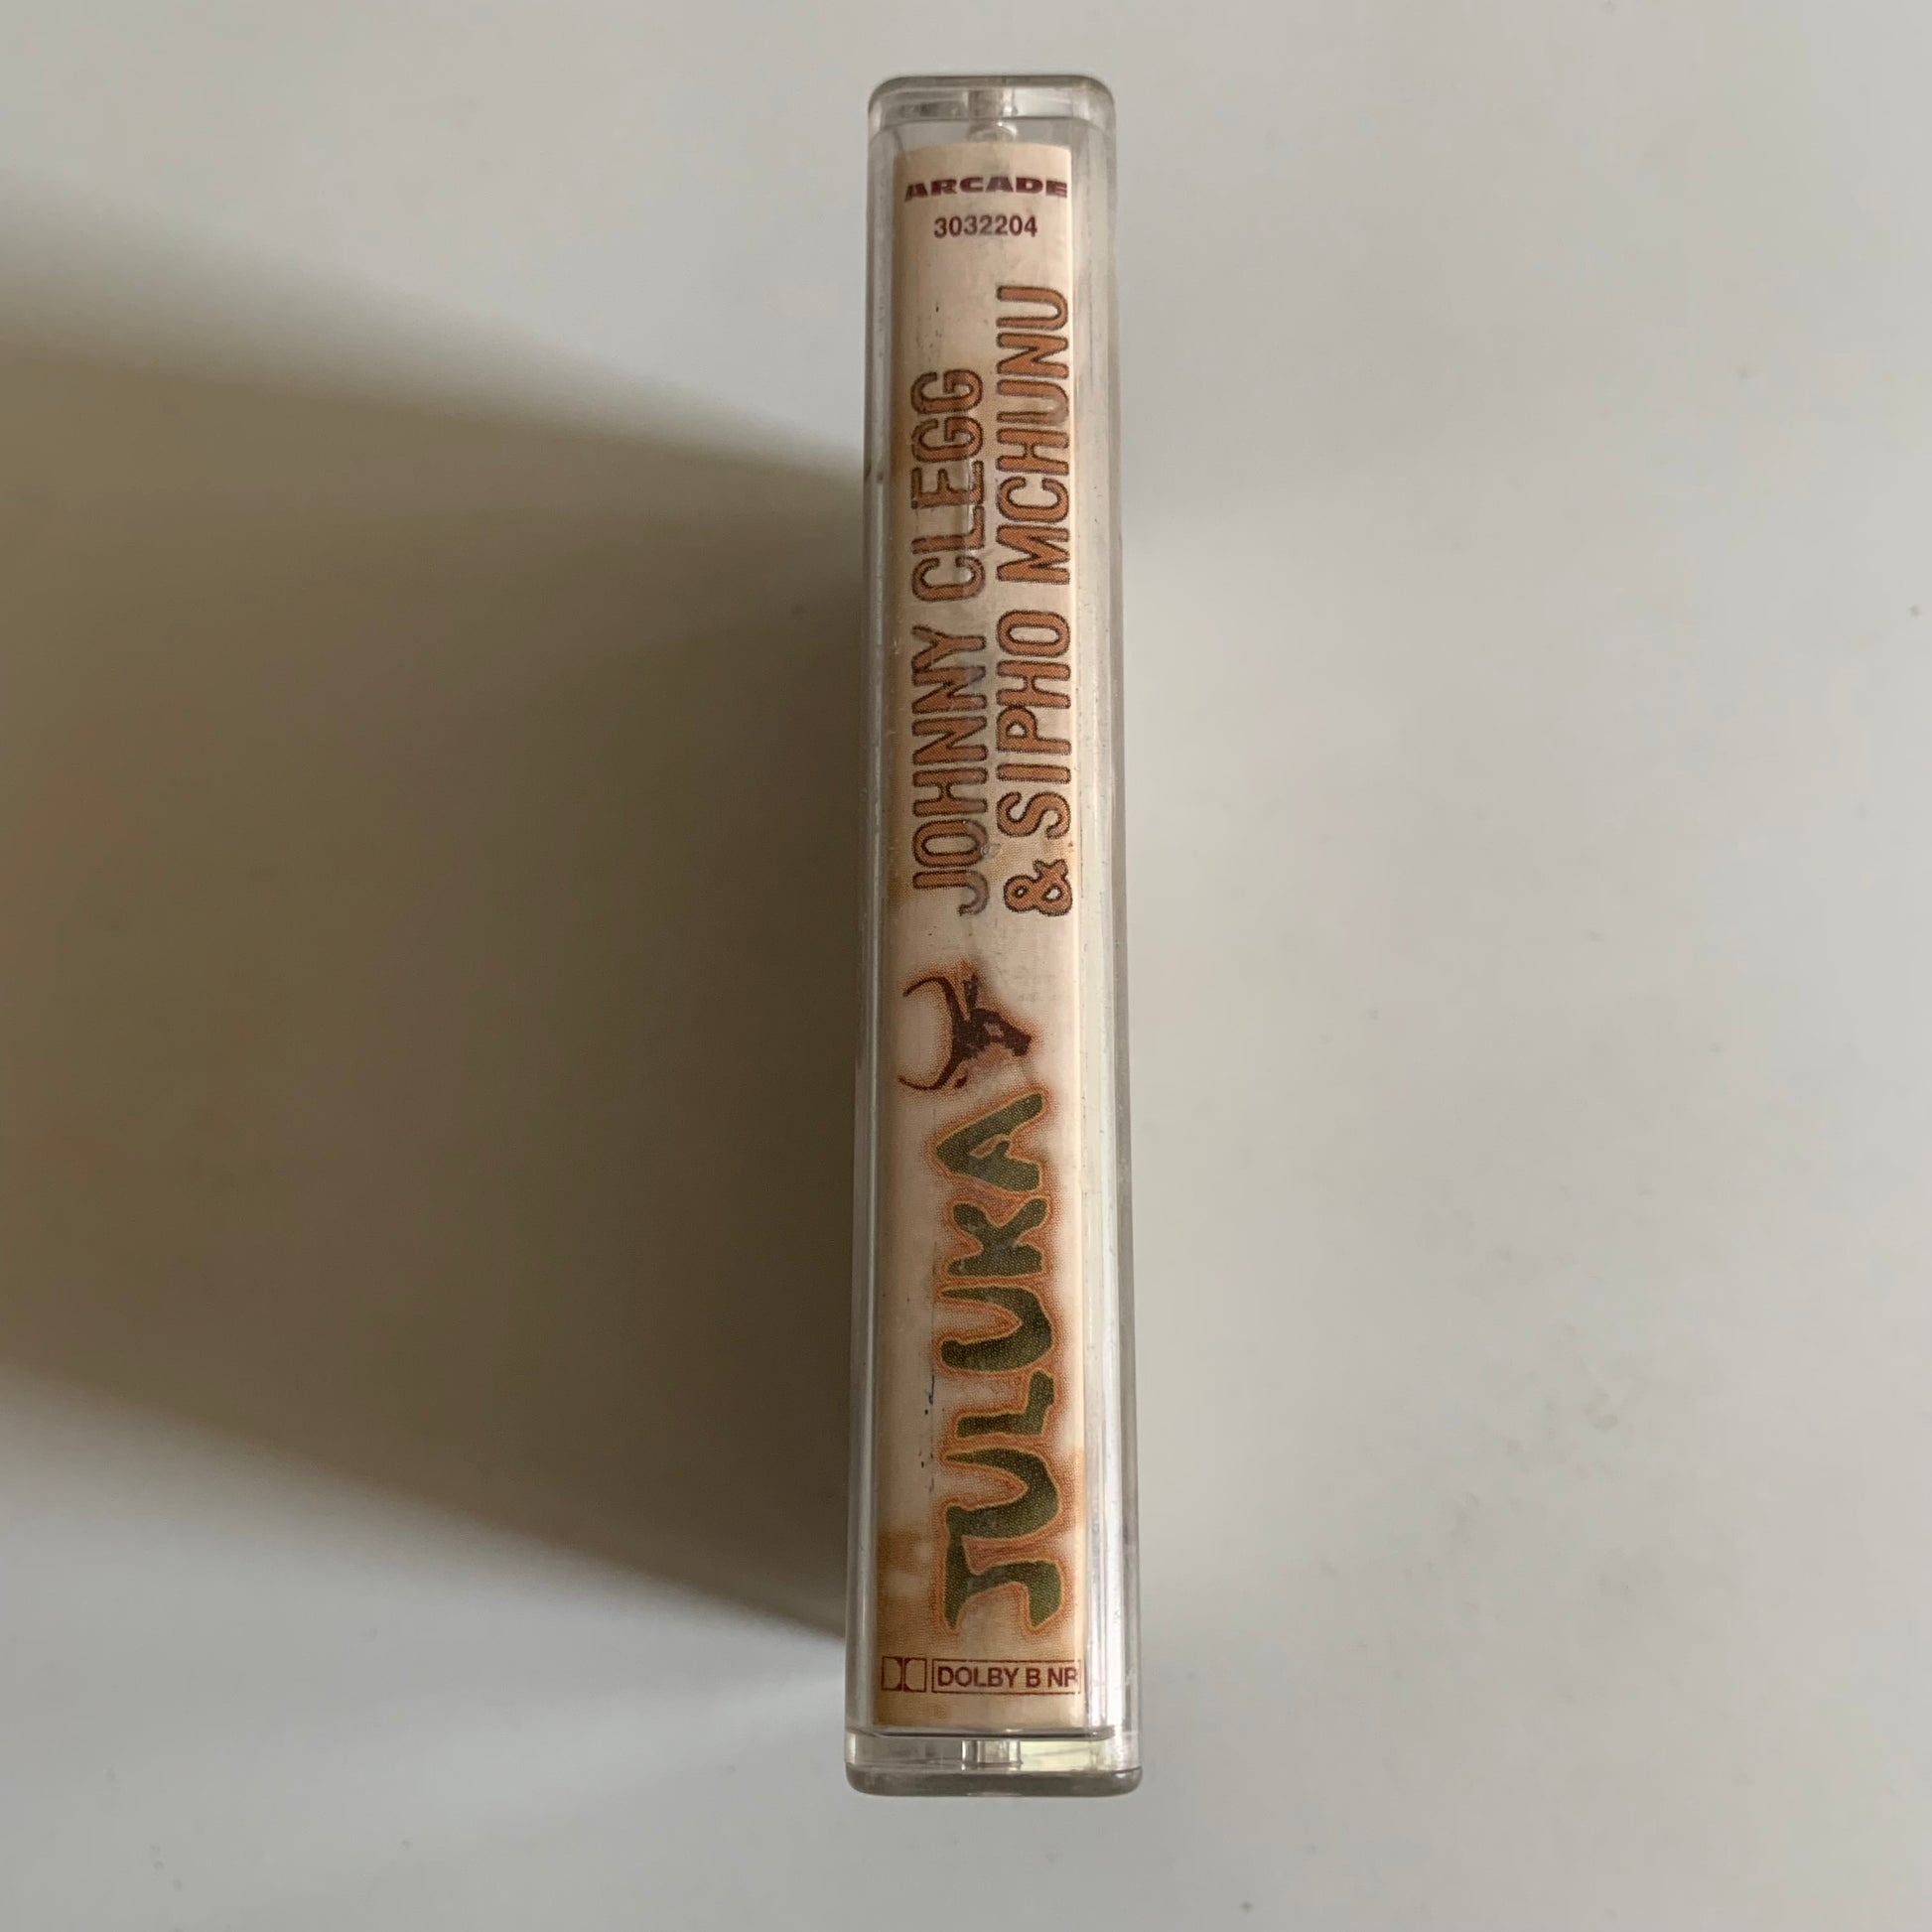 ARCADE
3032204
JOHNNY CLEGG
& SIPHO MCHUNU
JULUKA
DOLBY B NR